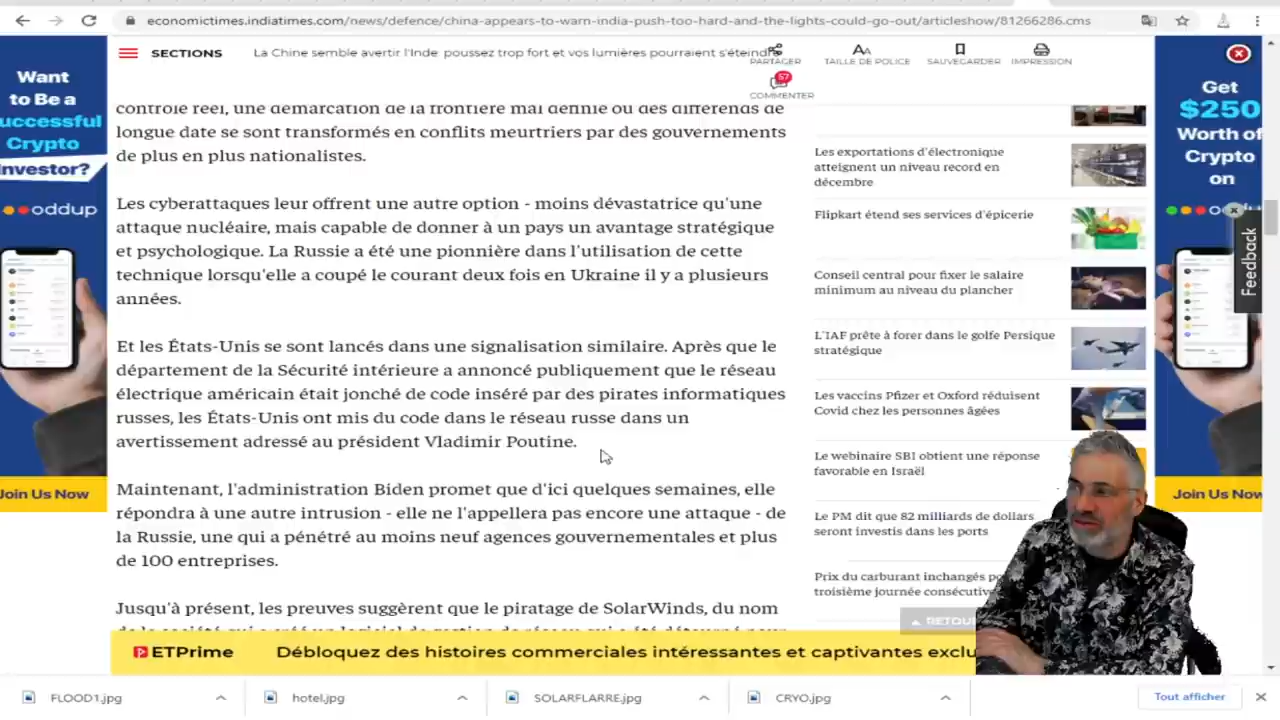 economictimes.indiatimes.com/news/defence/china-appears-to-warn-india-push-too-hard-and-the-lights-could-go-out/articleshow/81266286.cms
SECTIONS
La Chine semble avertir l'Inde poussez trop fort et vos lumières pourraient s'éteindre
PARTAGER
TAILLE DE POLICE
SAUVEGARDER
IMPRESSION
57
COMMENTER
Want
to Be a
uccessful
Crypto
Investor?
oddup
Join Us Now
contrôle réel, une démarcation de la frontière mal définie ou des différends de
longue date se sont transformés en conflits meurtriers par des gouvernements
de plus en plus nationalistes.
Les cyberattaques leur offrent une autre option - moins dévastatrice qu'une
attaque nucléaire, mais capable de donner à un pays un avantage stratégique
et psychologique. La Russie a été une pionnière dans l'utilisation de cette
technique lorsqu'elle a coupé le courant deux fois en Ukraine il y a plusieurs
années.
Et les États-Unis se sont lancés dans une signalisation similaire. Après que le
département de la Sécurité intérieure a annoncé publiquement que le réseau
électrique américain était jonché de code inséré par des pirates informatiques
russes, les États-Unis ont mis du code dans le réseau russe dans un
avertissement adressé au président Vladimir Poutine.
Maintenant, l'administration Biden promet que d'ici quelques semaines, elle
répondra à une autre intrusion - elle ne l'appellera pas encore une attaque - de
la Russie, une qui a pénétré au moins neuf agences gouvernementales et plus
de 100 entreprises.
Jusqu'à présent, les preuves suggèrent que le piratage de SolarWinds, du nom
Les exportations d'électronique
atteignent un niveau record en
décembre
Flipkart étend ses services d'épicerie
Conseil central pour fixer le salaire
minimum au niveau du plancher
L'IAF prête à forer dans le golfe Persique
stratégique
Les vaccins Pfizer et Oxford réduisent
Covid chez les personnes âgées
Le webinaire SBI obtient une réponse
favorable en Israël
Le PM dit que 82 milliards de dollars
seront investis dans les ports
Prix du carburant inchangés
troisième journée consécutive
Get
$250
Worth of
Crypto
on
Feedback
Join Us Now
ETPrime
Débloquez des histoires commerciales intéressantes et captivantes
FLOOD1.jpg
hotel.jpg
SOLARFLARRE.jpg
CRYO.jpg
Tout afficher